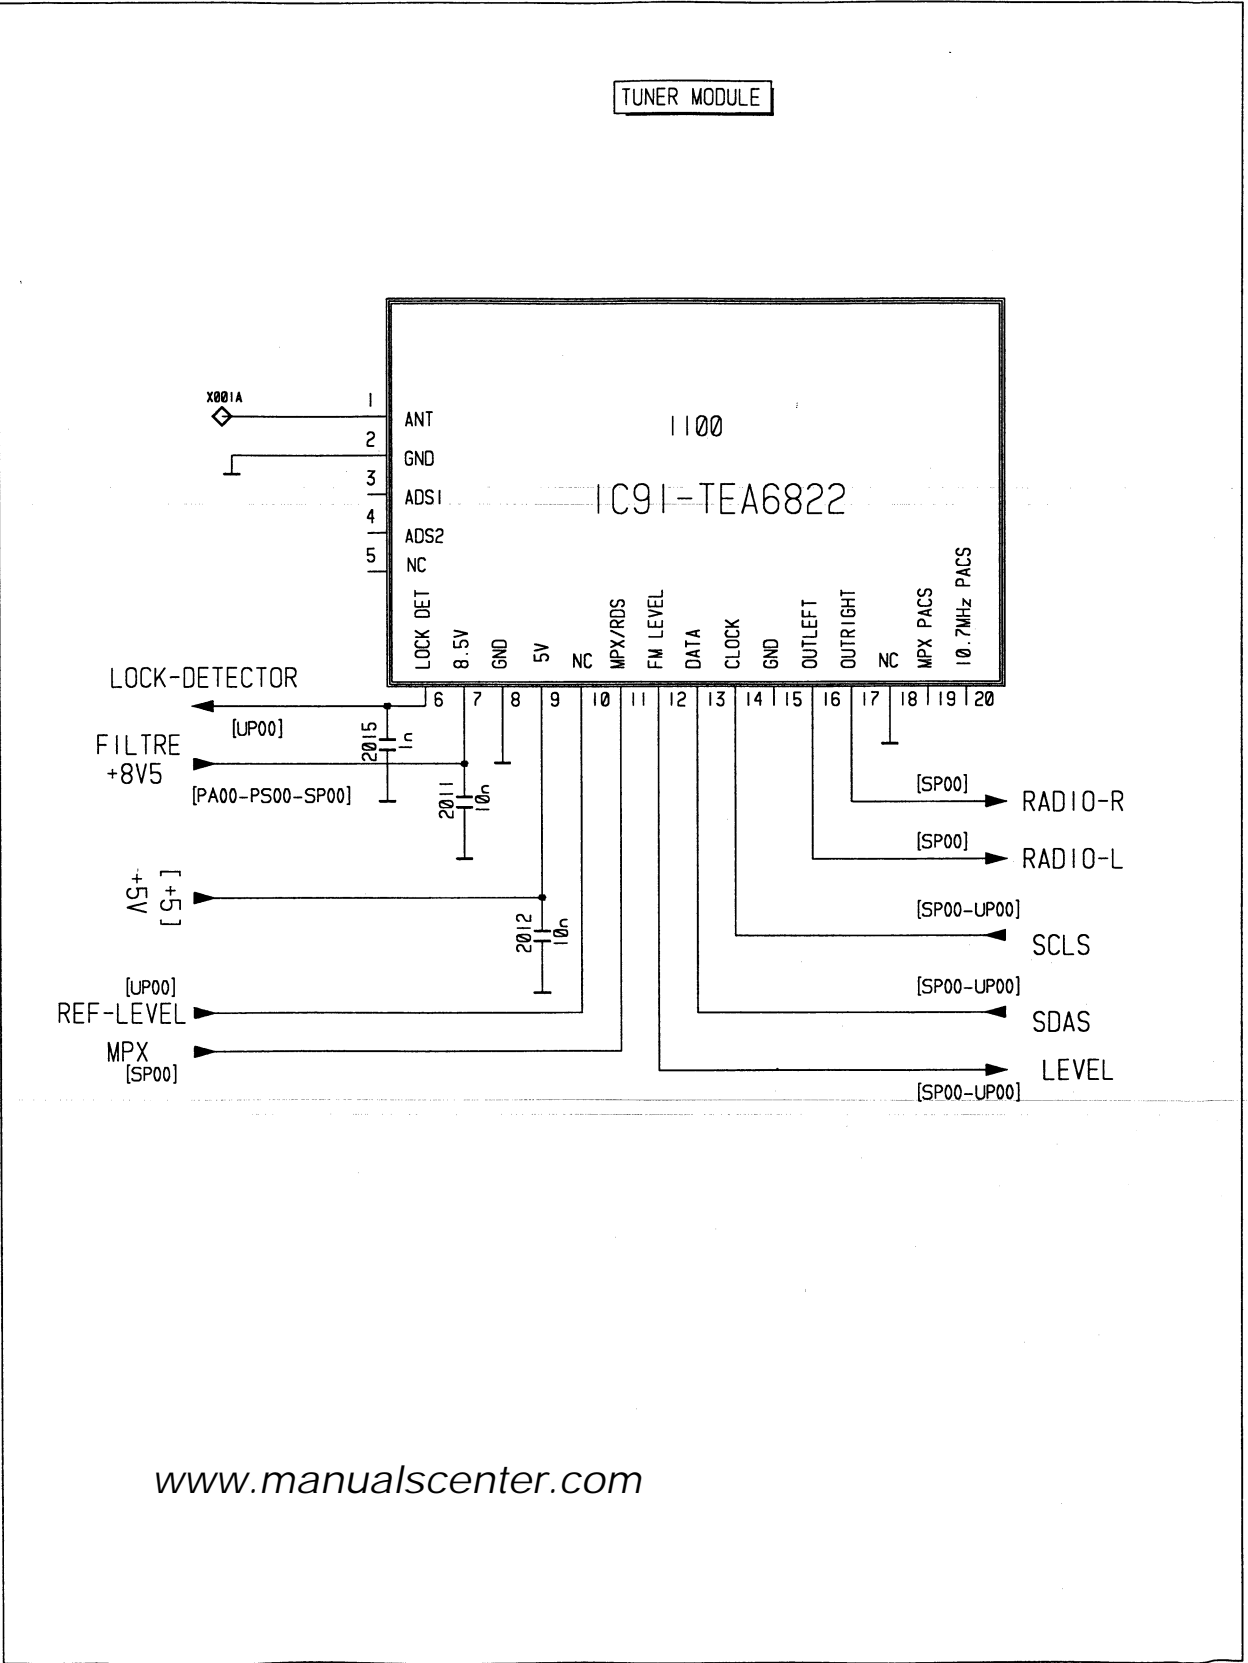 TUNER MODULE
X001A
1
ANT
2
GND
3
ADS1
4
ADS2
5
NC
1100
IC91-TEA6822
LOCK DET
8.5V
GND
5V
NC
MPX/RDS
FM LEVEL
DATA
CLOCK
GND
OUTLEFT
OUTRIGHT
NC
MPX PACS
10.7MHz PACS
6 7 8 9 10 11 12 13 14 15 16 17 18 19 20
LOCK-DETECTOR
[UP00]
2015
1n
FILTRE
+8V5
[PA00-PS00-SP00]
2011
10n
[SP00]
RADIO-R
[SP00]
RADIO-L
[+5]
+5V
2012
10n
[SP00-UP00]
SCLS
[UP00]
REF-LEVEL
[SP00-UP00]
SDAS
MPX
[SP00]
LEVEL
[SP00-UP00]
www.manualscenter.com